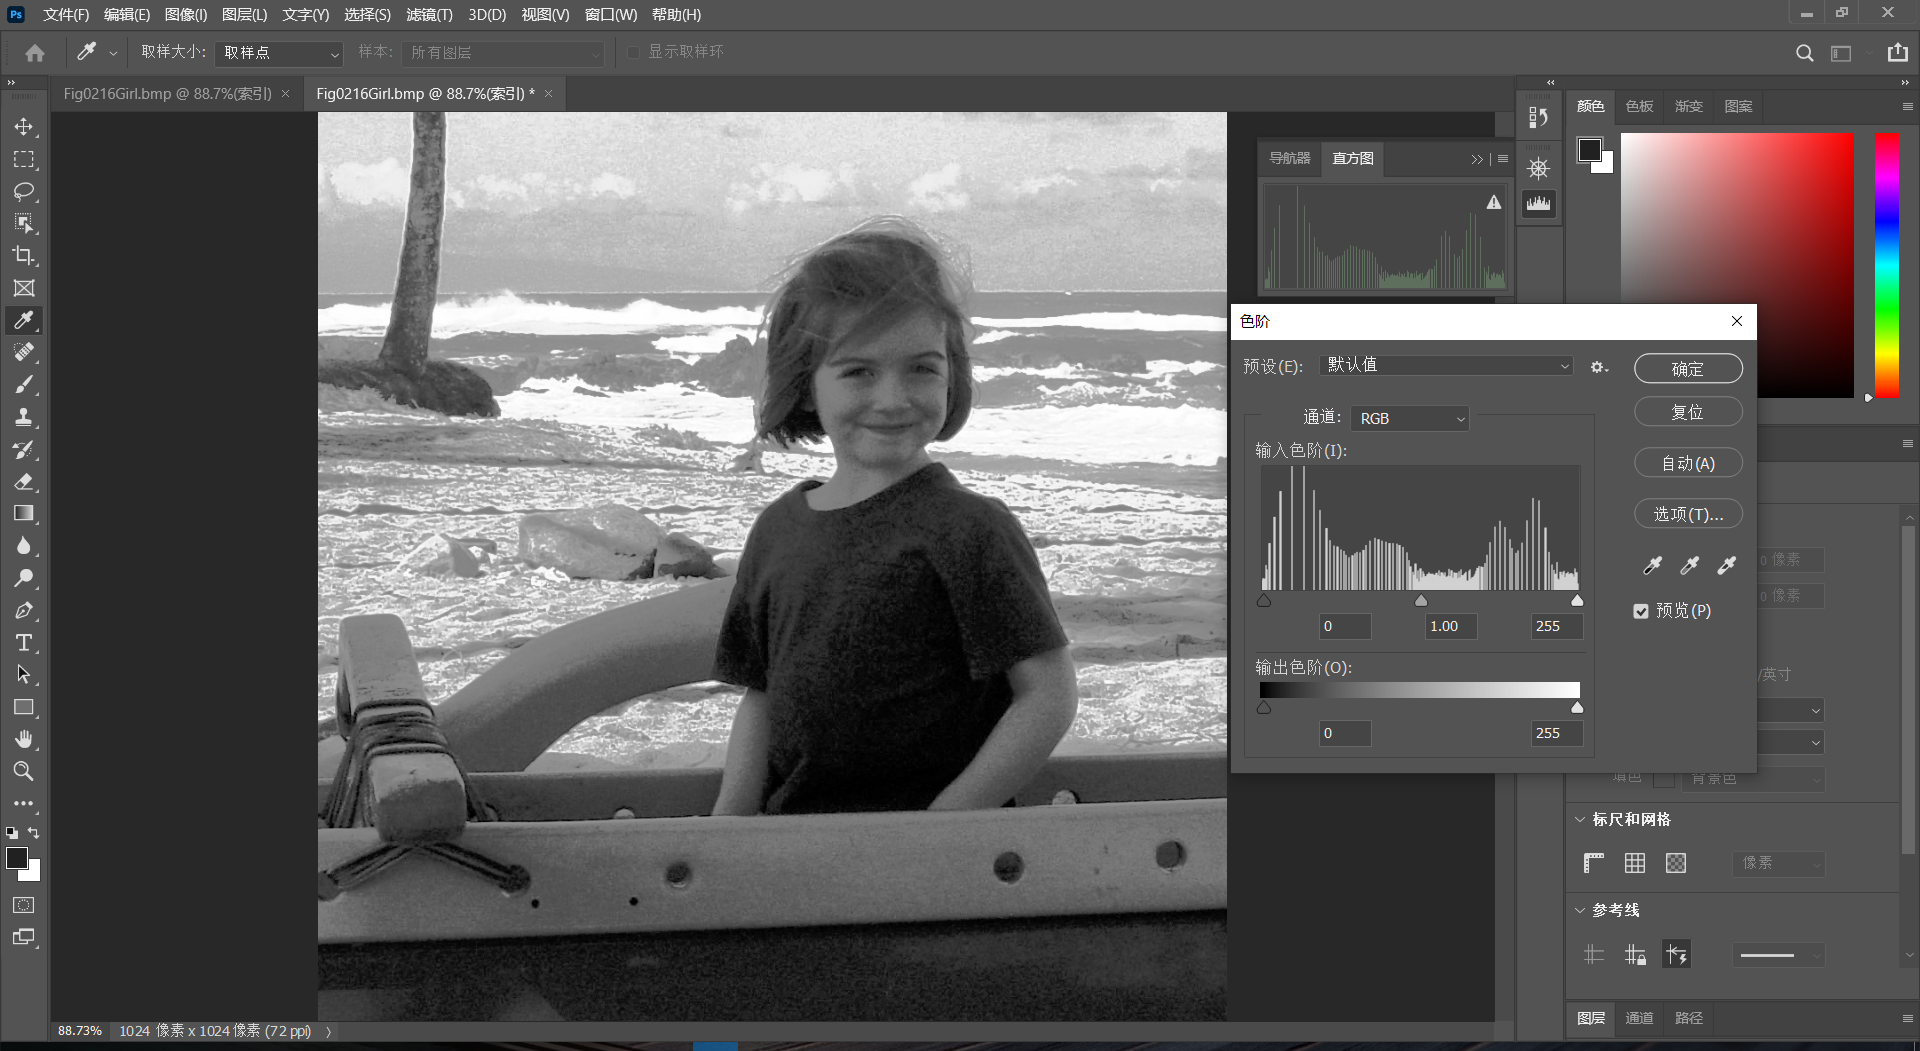 Ps 文件(F) 编辑(E) 图像(I) 图层(L) 文字(Y) 选择(S) 滤镜(T) 3D(D) 视图(V) 窗口(W) 帮助(H)
取样大小: 取样点 样本: 所有图层 显示取样环
Fig0216Girl.bmp @ 88.7%(索引) × Fig0216Girl.bmp @ 88.7%(索引) * ×
颜色 色板 渐变 图案
导航器 直方图
色阶
预设(E): 默认值
确定
通道: RGB
复位
输入色阶(I):
自动(A)
选项(T)...
0 像素
0 像素
预览(P)
0 1.00 255
输出色阶(O):
/英寸
0 255
填色 背景色
标尺和网格
像素
参考线
图层 通道 路径
88.73% 1024 像素 x 1024 像素 (72 ppi)